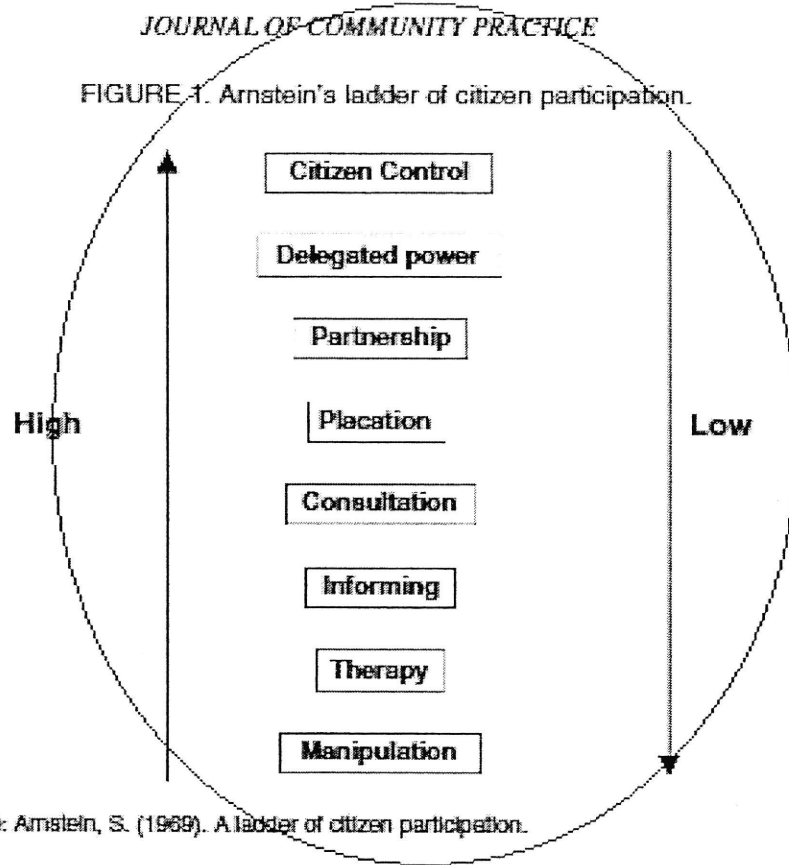 JOURNAL OF COMMUNITY PRACTICE
FIGURE 1. Arnstein's ladder of citizen participation.
Citizen Control
Delegated power
Partnership
High
Placation
Low
Consultation
Informing
Therapy
Manipulation
: Arnstein, S. (1969). A ladder of citizen participation.